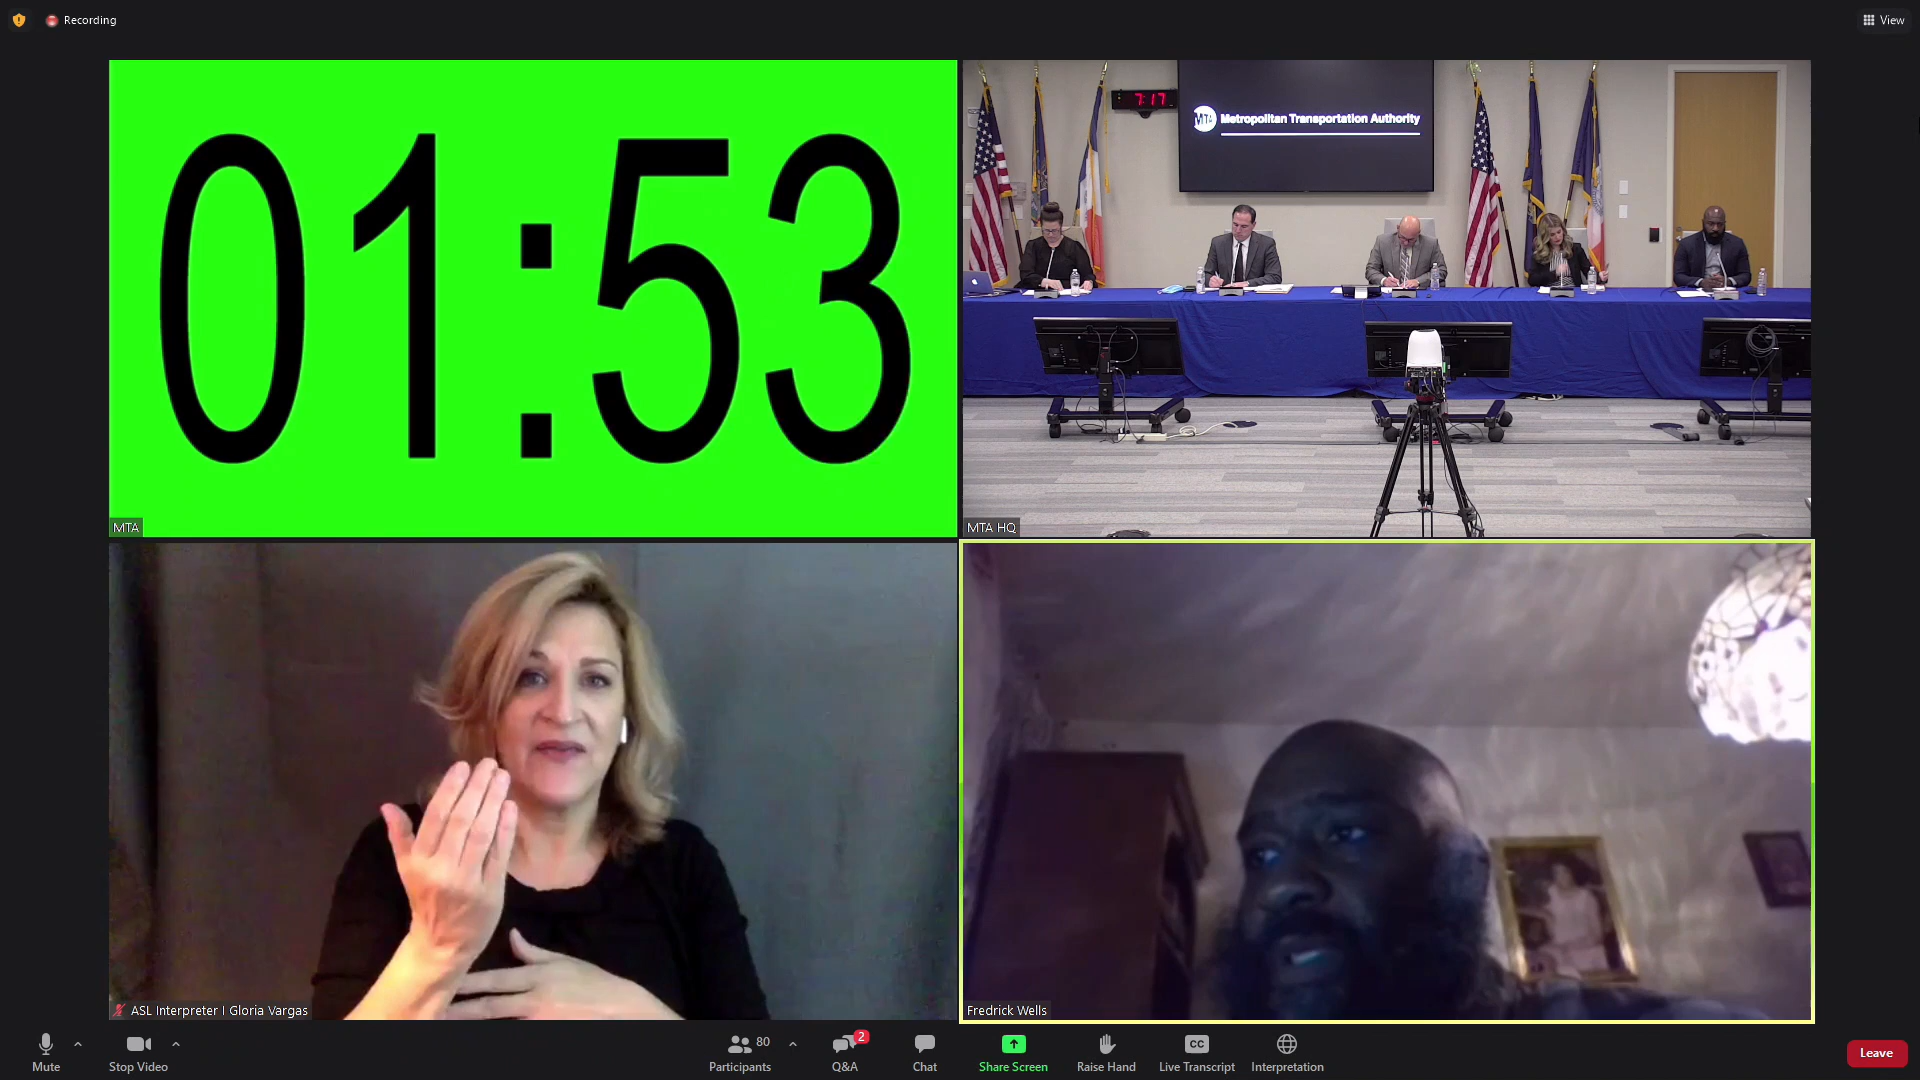 Recording
View
01:53
MTA
7:17
MTA Metropolitan Transportation Authority
MTA HQ
ASL Interpreter I Gloria Vargas
Fredrick Wells
Mute
Stop Video
Participants
80
Q&A
2
Chat
Share Screen
Raise Hand
CC
Live Transcript
Interpretation
Leave